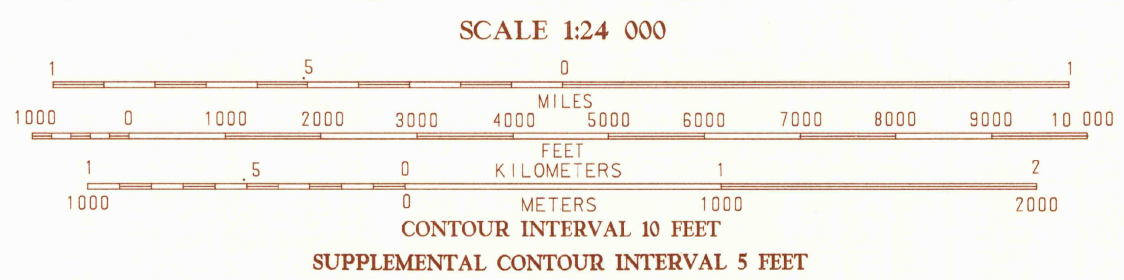 SCALE 1:24 000
1 .5 0 1
MILES
1000 0 1000 2000 3000 4000 5000 6000 7000 8000 9000 10 000
FEET
1 .5 0 KILOMETERS 1 2
1000 0 METERS 1000 2000
CONTOUR INTERVAL 10 FEET
SUPPLEMENTAL CONTOUR INTERVAL 5 FEET